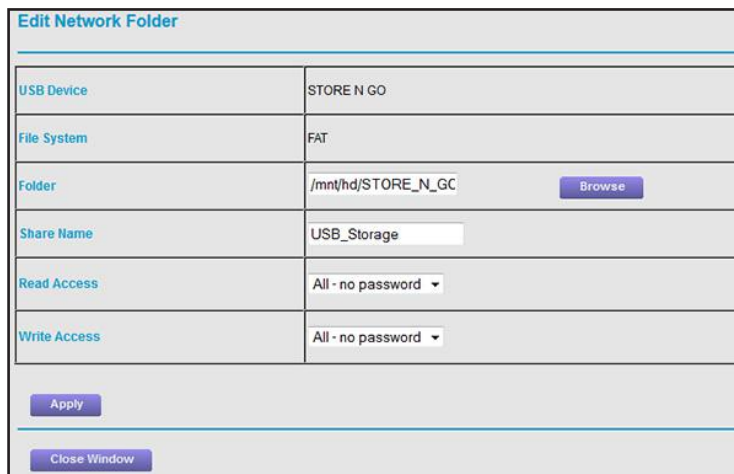 Edit Network Folder
USB Device STORE N GO
File System FAT
Folder /mnt/hd/STORE_N_GO Browse
Share Name USB_Storage
Read Access All - no password
Write Access All - no password
Apply
Close Window